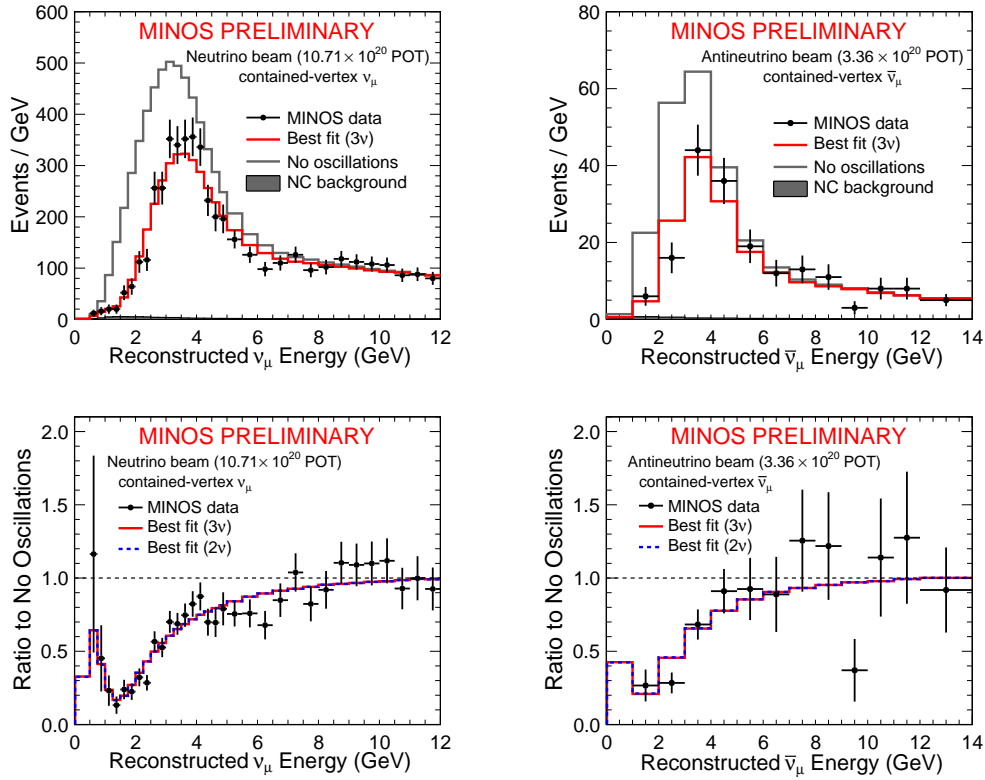 MINOS PRELIMINARY
Neutrino beam (10.71 × 10²⁰ POT)
contained-vertex νμ
MINOS data
Best fit (3ν)
No oscillations
NC background
Events / GeV
600
500
400
300
200
100
0
0 2 4 6 8 10 12
Reconstructed νμ Energy (GeV)
MINOS PRELIMINARY
Antineutrino beam (3.36 × 10²⁰ POT)
contained-vertex ν̄μ
MINOS data
Best fit (3ν)
No oscillations
NC background
Events / GeV
80
60
40
20
0
0 2 4 6 8 10 12 14
Reconstructed ν̄μ Energy (GeV)
MINOS PRELIMINARY
Neutrino beam (10.71 × 10²⁰ POT)
contained-vertex νμ
MINOS data
Best fit (3ν)
Best fit (2ν)
Ratio to No Oscillations
2.0
1.5
1.0
0.5
0.0
0 2 4 6 8 10 12
Reconstructed νμ Energy (GeV)
MINOS PRELIMINARY
Antineutrino beam (3.36 × 10²⁰ POT)
contained-vertex ν̄μ
MINOS data
Best fit (3ν)
Best fit (2ν)
Ratio to No Oscillations
2.0
1.5
1.0
0.5
0.0
0 2 4 6 8 10 12 14
Reconstructed ν̄μ Energy (GeV)